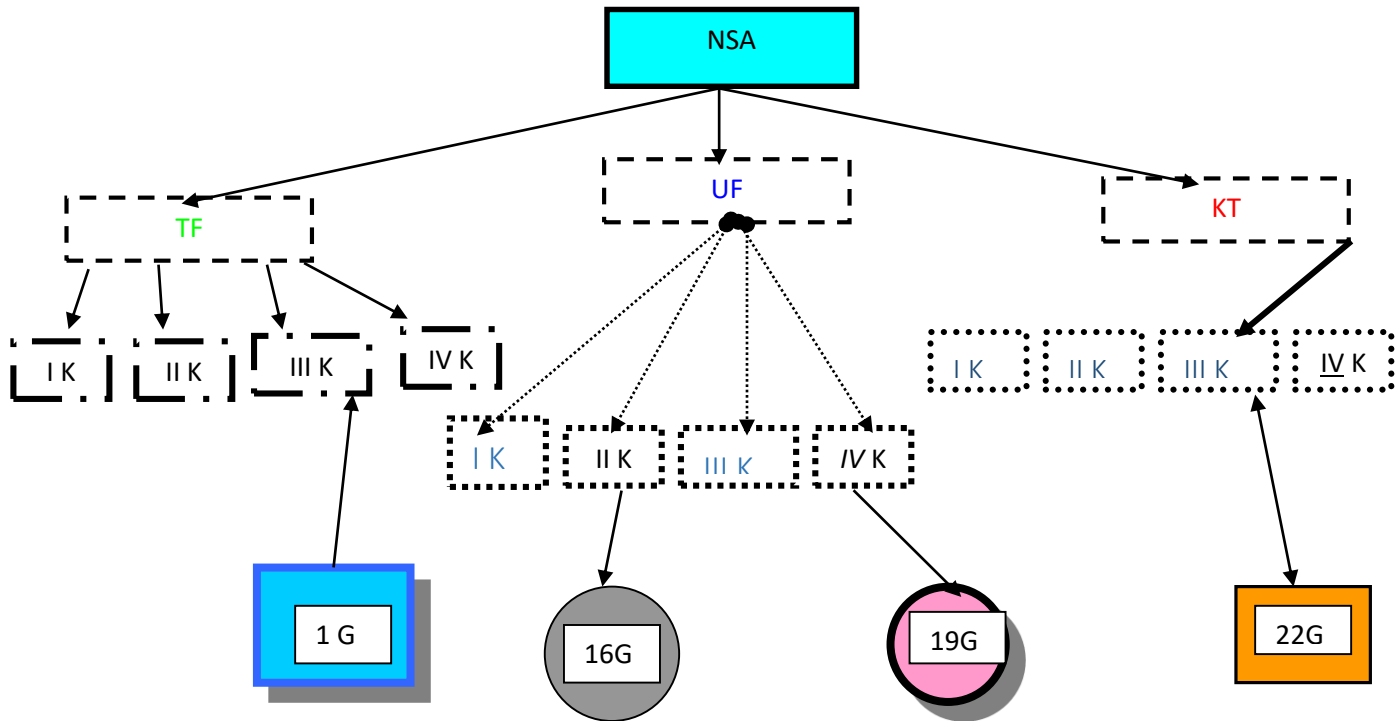 NSA
TF
UF
KT
I K
II K
III K
IV K
I K
II K
III K
IV K
I K
II K
III K
IV K
1 G
16G
19G
22G